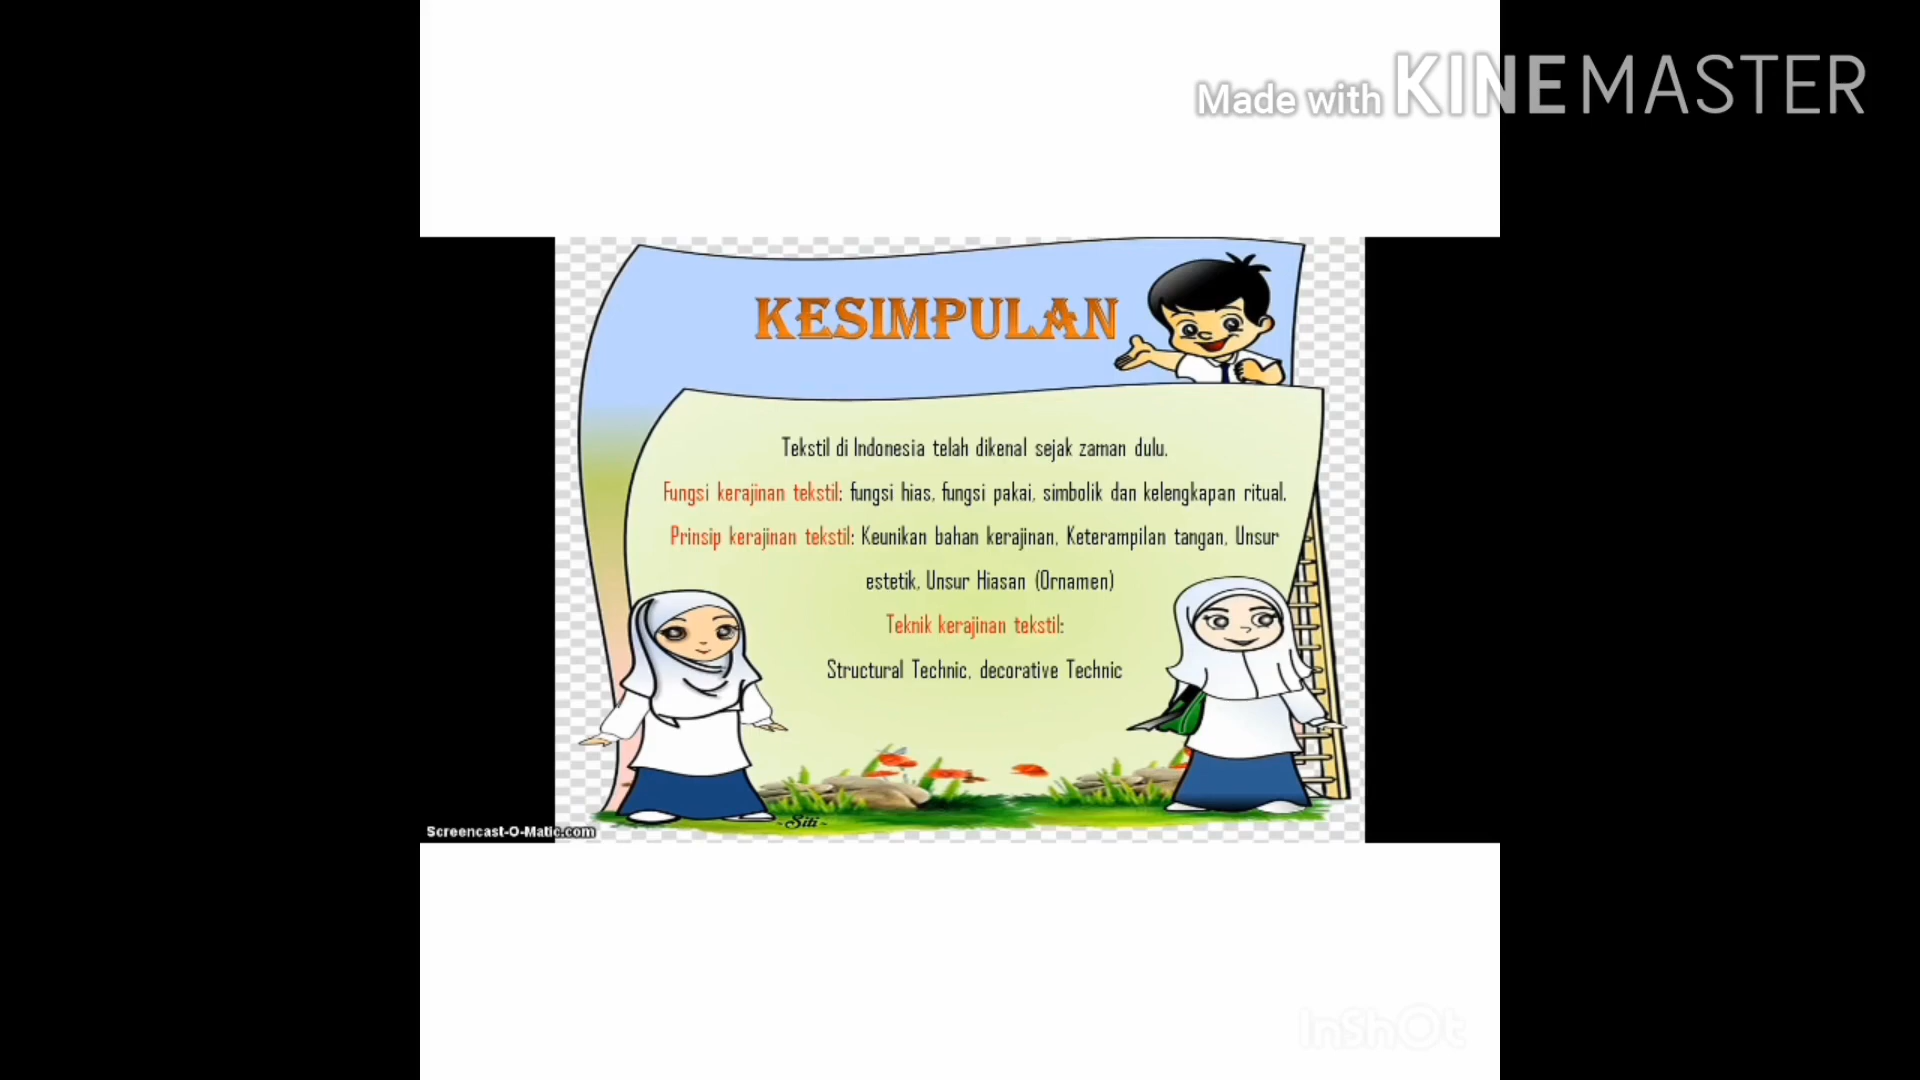 Made with KINEMASTER
KESIMPULAN
Tekstil di Indonesia telah dikenal sejak zaman dulu.
Fungsi kerajinan tekstil: fungsi hias, fungsi pakai, simbolik dan kelengkapan ritual.
Prinsip kerajinan tekstil: Keunikan bahan kerajinan, Keterampilan tangan, Unsur
estetik, Unsur Hiasan (Ornamen)
Teknik kerajinan tekstil:
Structural Technic, decorative Technic
~Siti~
Screencast-O-Matic.com
InShOt